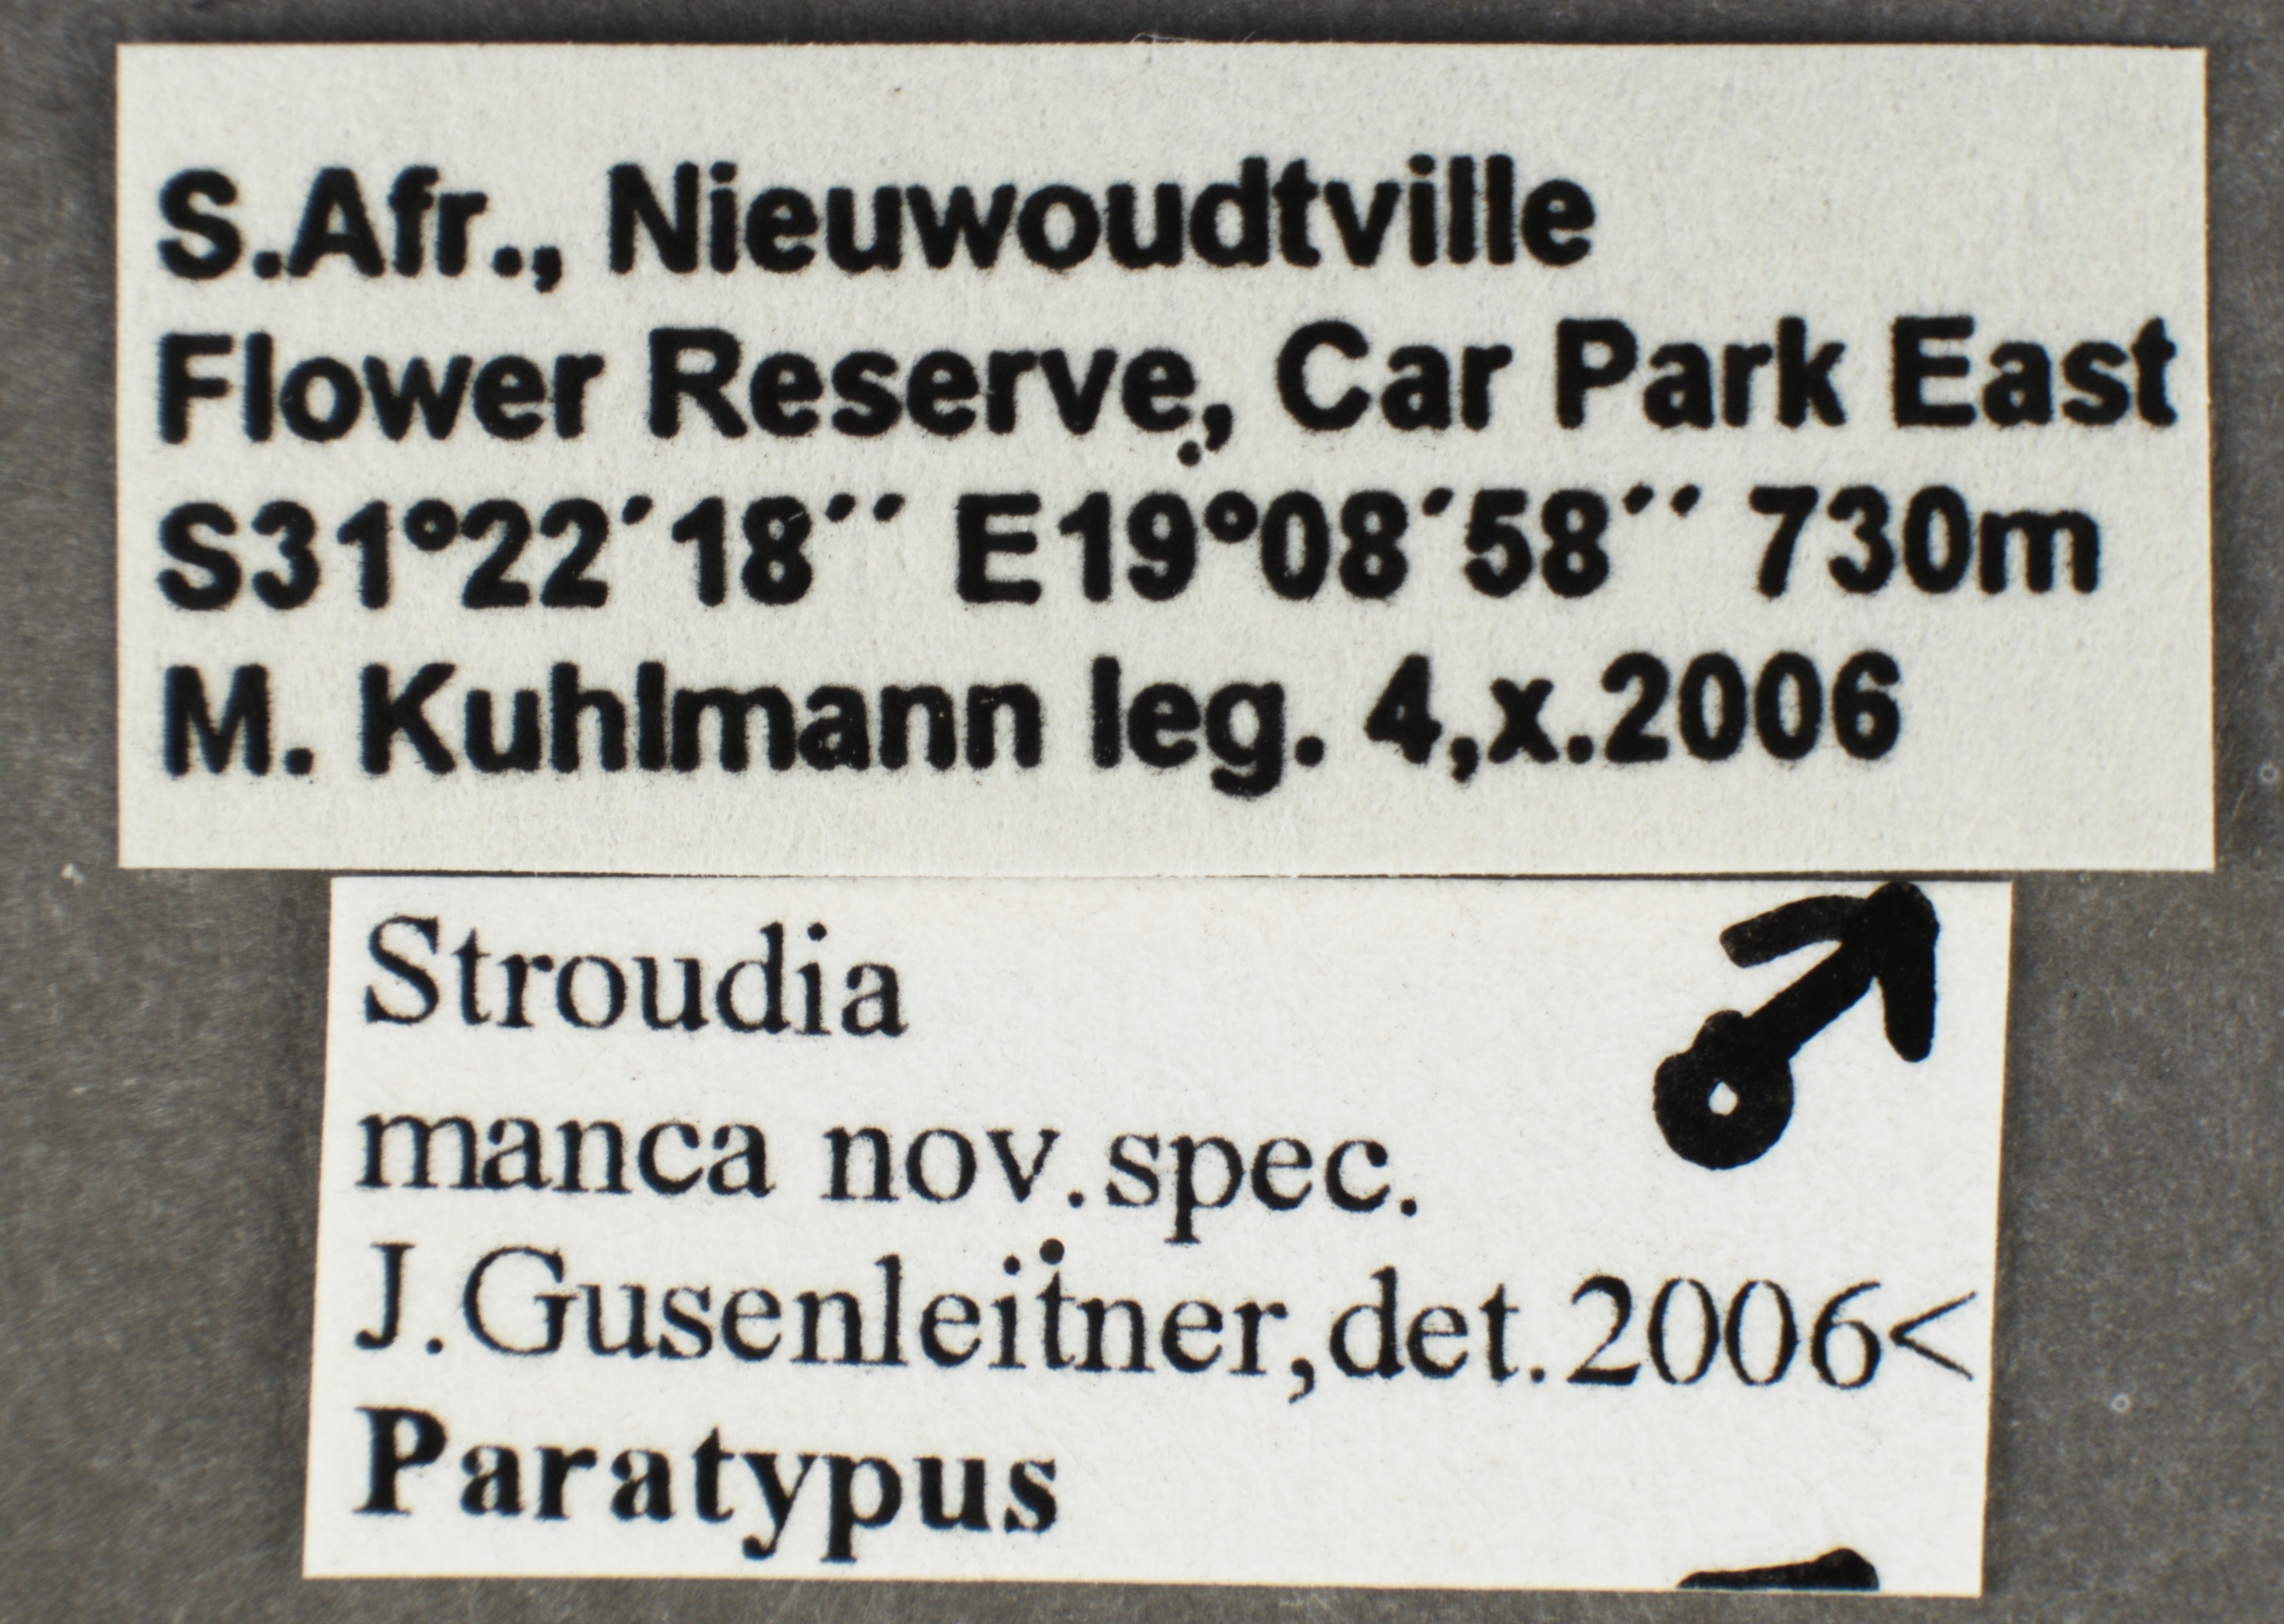 S.Afr., Nieuwoudtville
Flower Reserve, Car Park East
S31°22´18´´ E19°08´58´´ 730m
M. Kuhlmann leg. 4,x.2006
Stroudia ♂
manca nov.spec.
J.Gusenleitner,det.2006<
Paratypus